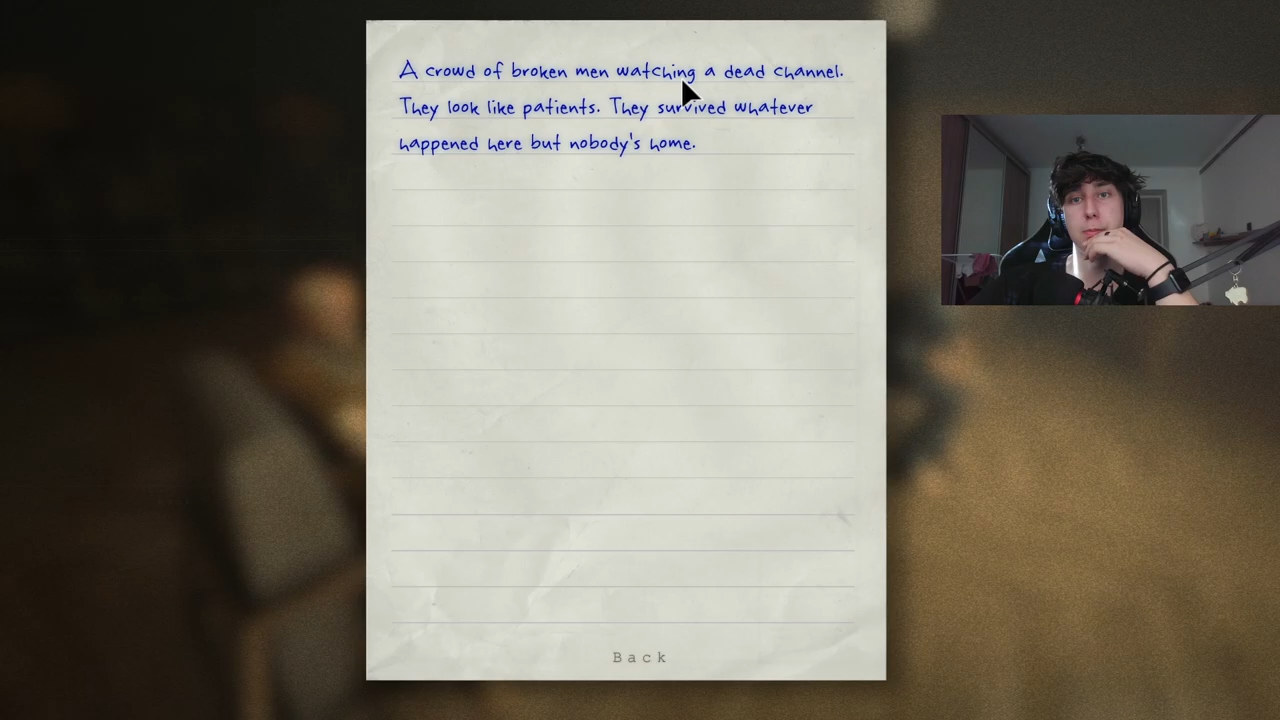 A crowd of broken men watching a dead channel.
They look like patients. They survived whatever
happened here but nobody's home.
Back